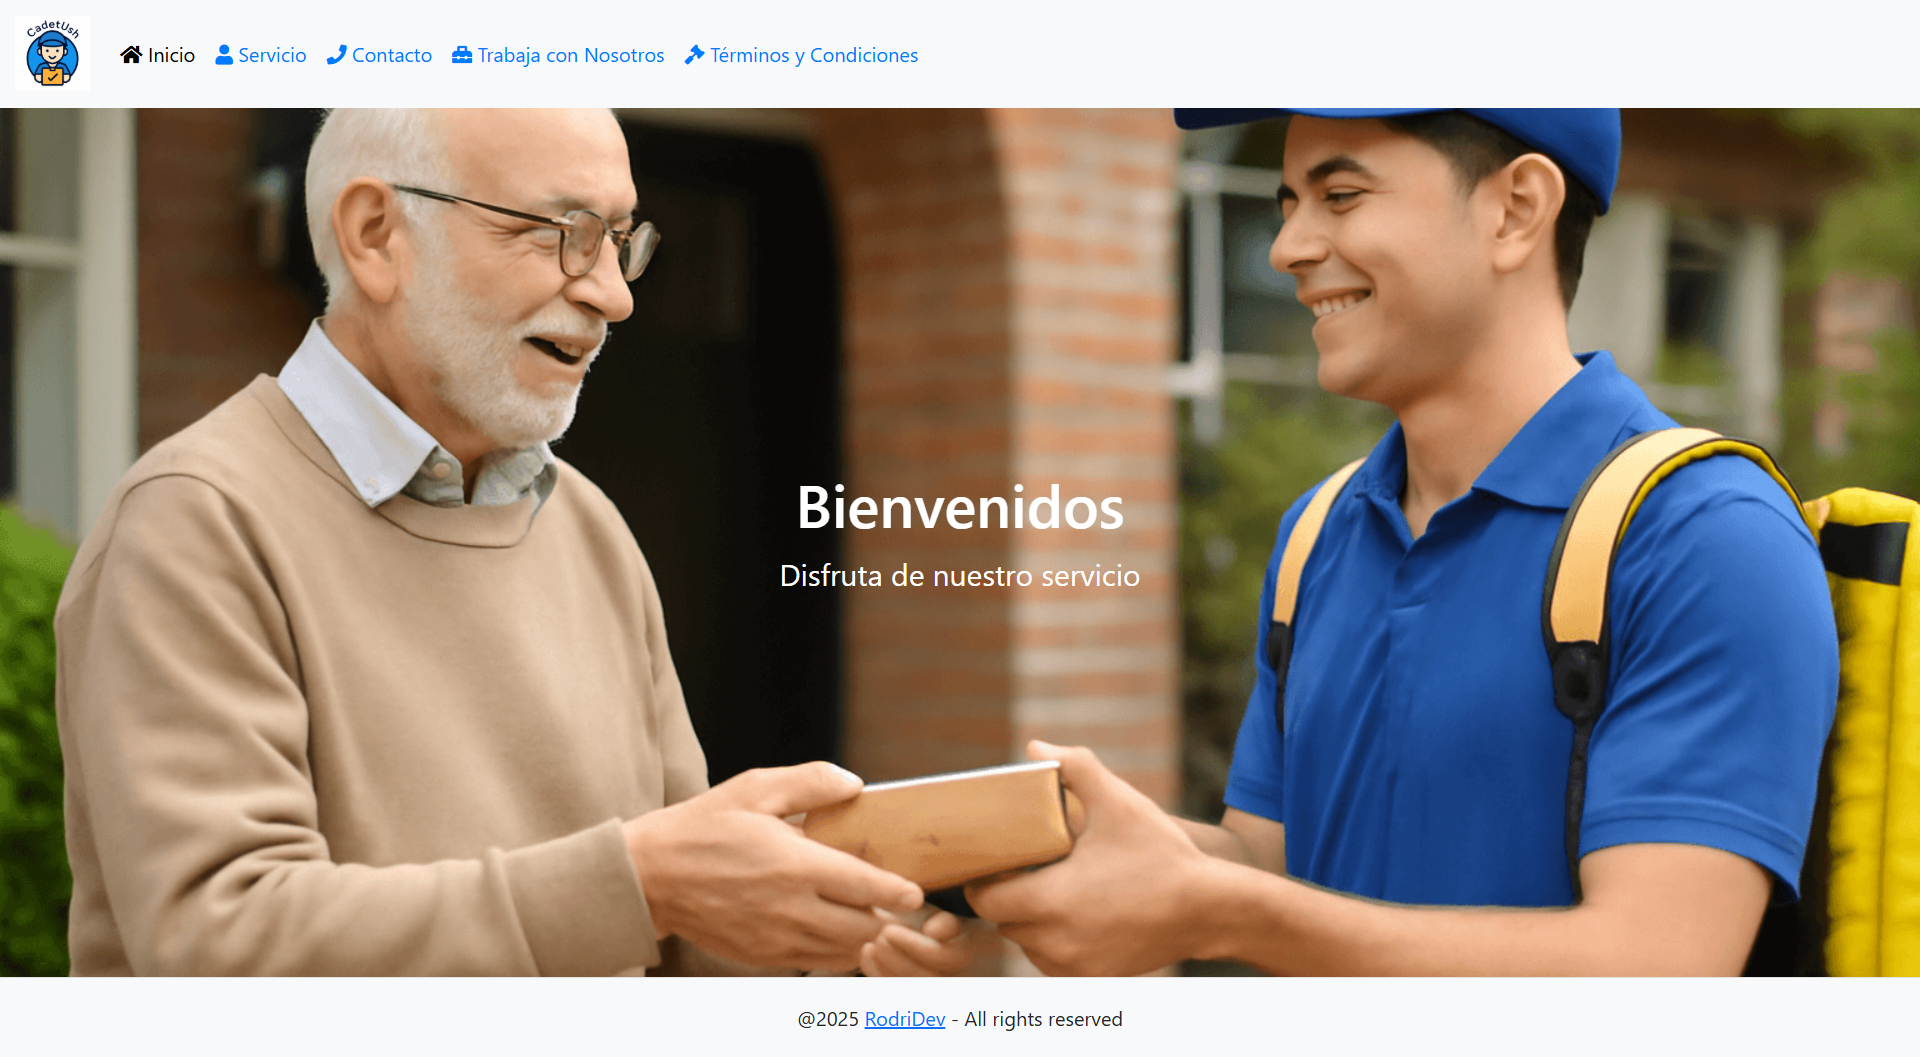 CadetUsh
Inicio Servicio Contacto Trabaja con Nosotros Términos y Condiciones
Bienvenidos
Disfruta de nuestro servicio
@2025 RodriDev - All rights reserved